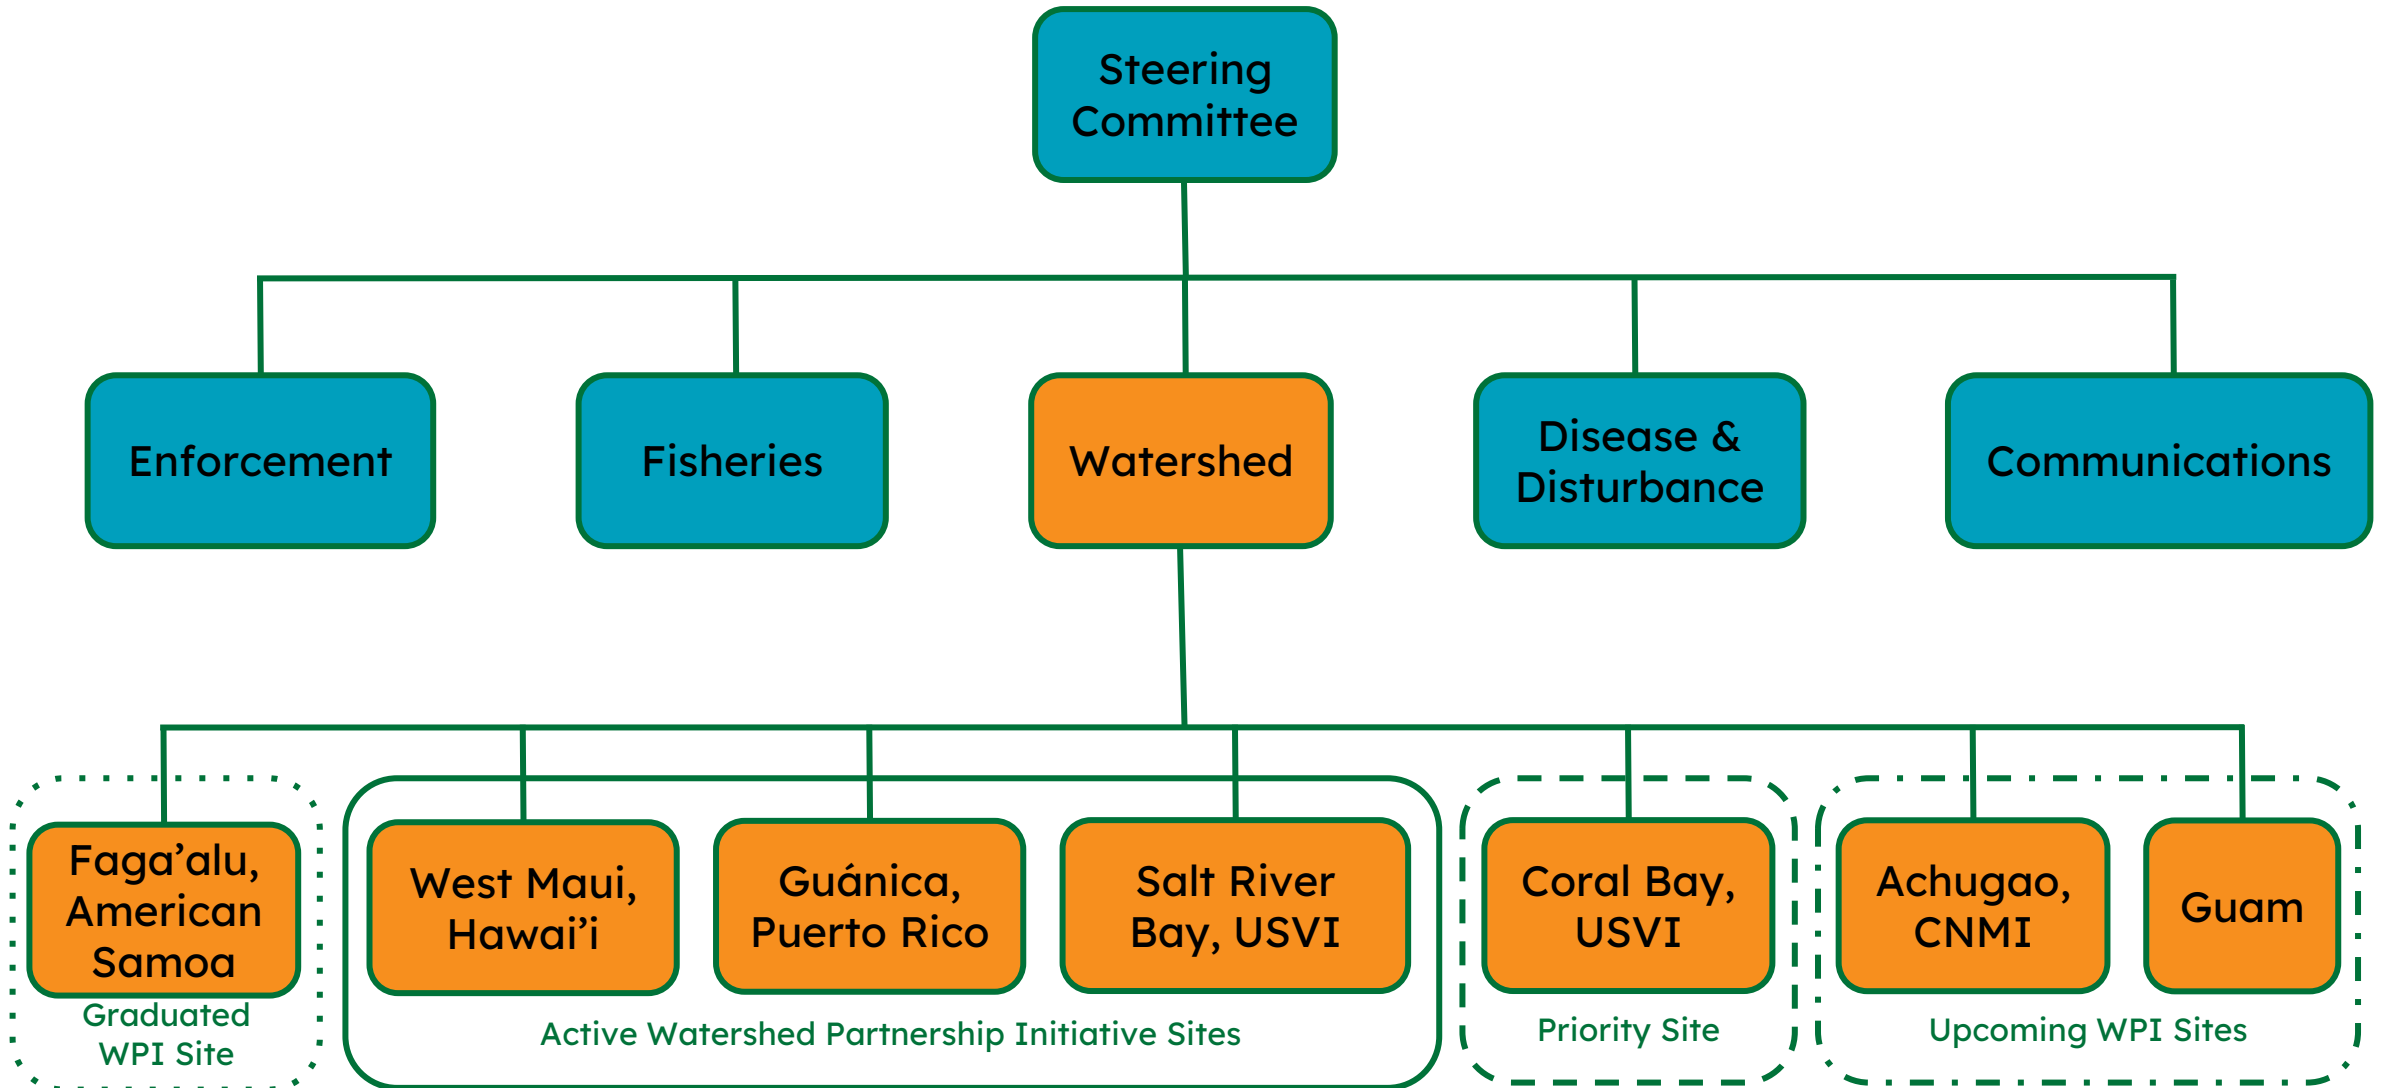 Steering
Committee
Enforcement
Fisheries
Watershed
Disease &
Disturbance
Communications
Faga’alu,
American
Samoa
Graduated
WPI Site
West Maui,
Hawai’i
Guánica,
Puerto Rico
Salt River
Bay, USVI
Active Watershed Partnership Initiative Sites
Coral Bay,
USVI
Priority Site
Achugao,
CNMI
Guam
Upcoming WPI Sites